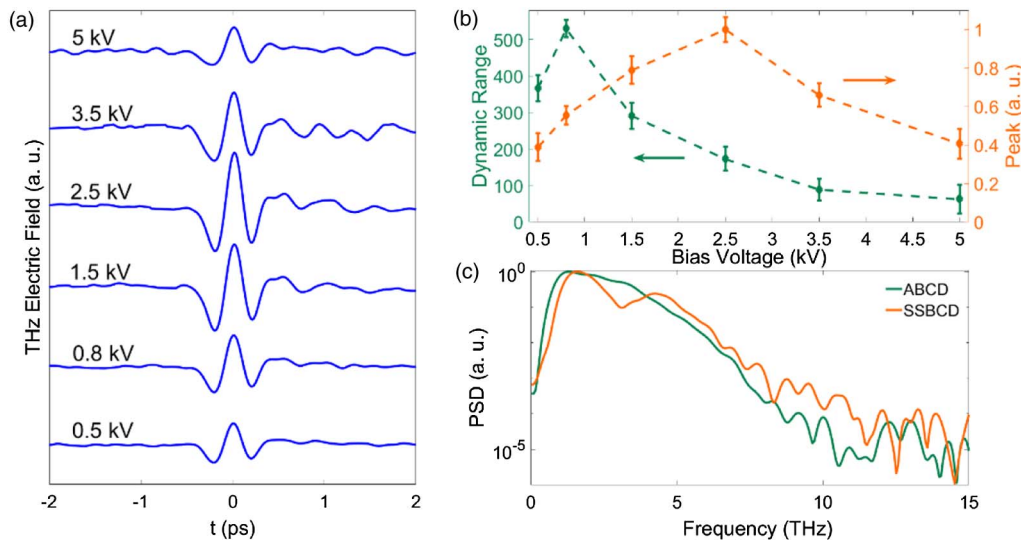 (a)
5 kV
3.5 kV
2.5 kV
1.5 kV
0.8 kV
0.5 kV
THz Electric Field (a. u.)
-2 -1 0 1 2
t (ps)
(b)
Dynamic Range
500
400
300
200
100
0
1
0.8
0.6
0.4
0.2
0
Peak (a. u.)
0.5 1 1.5 2 2.5 3 3.5 4 4.5 5
Bias Voltage (kV)
(c)
ABCD
SSBCD
PSD (a. u.)
10⁰
10⁻⁵
0 5 10 15
Frequency (THz)